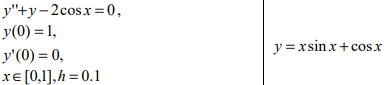 y''+y−2cos x=0,
y(0)=1,
y'(0)=0,
x∈[0,1],h=0.1
y=x sin x+cos x